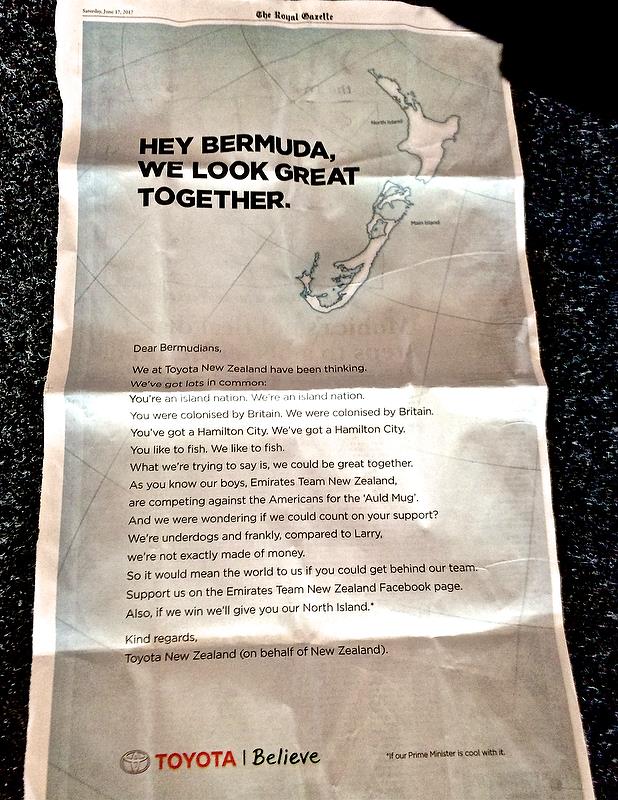 Saturday, June 17, 2017
The Royal Gazette
North Island
HEY BERMUDA,
WE LOOK GREAT
TOGETHER.
Main Island
Dear Bermudians,
We at Toyota New Zealand have been thinking.
We've got lots in common:
You're an island nation. We're an island nation.
You were colonised by Britain. We were colonised by Britain.
You've got a Hamilton City. We've got a Hamilton City.
You like to fish. We like to fish.
What we're trying to say is, we could be great together.
As you know our boys, Emirates Team New Zealand,
are competing against the Americans for the 'Auld Mug'.
And we were wondering if we could count on your support?
We're underdogs and frankly, compared to Larry,
we're not exactly made of money.
So it would mean the world to us if you could get behind our team.
Support us on the Emirates Team New Zealand Facebook page.
Also, if we win we'll give you our North Island.*
Kind regards,
Toyota New Zealand (on behalf of New Zealand).
TOYOTA | Believe
*If our Prime Minister is cool with it.